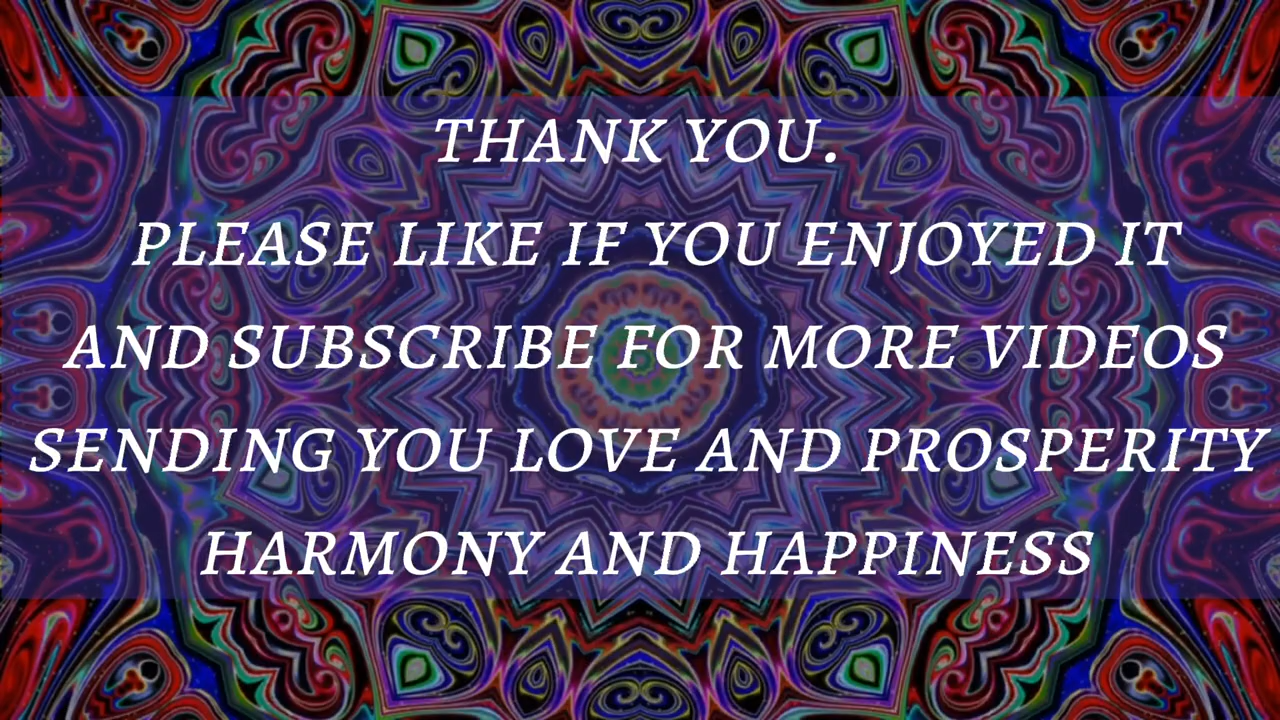 THANK YOU.
PLEASE LIKE IF YOU ENJOYED IT
AND SUBSCRIBE FOR MORE VIDEOS
SENDING YOU LOVE AND PROSPERITY
HARMONY AND HAPPINESS